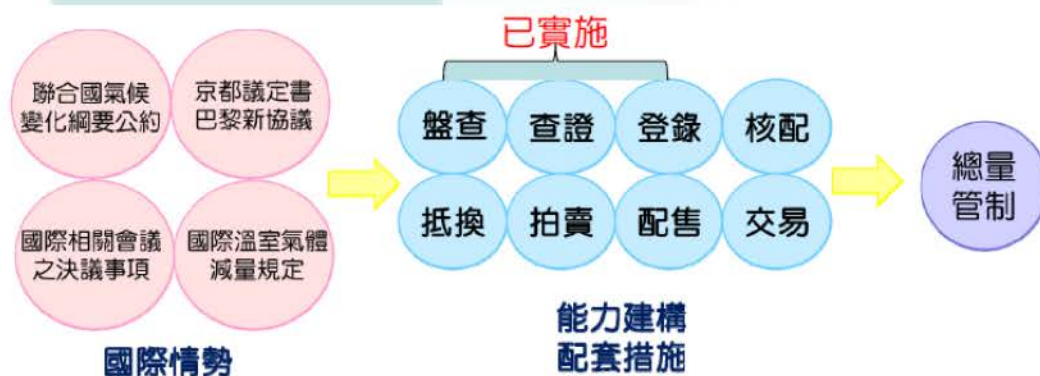 已實施
聯合國氣候
變化綱要公約
京都議定書
巴黎新協議
國際相關會議
之決議事項
國際溫室氣體
減量規定
國際情勢
盤查
查證
登錄
核配
抵換
拍賣
配售
交易
能力建構
配套措施
總量
管制